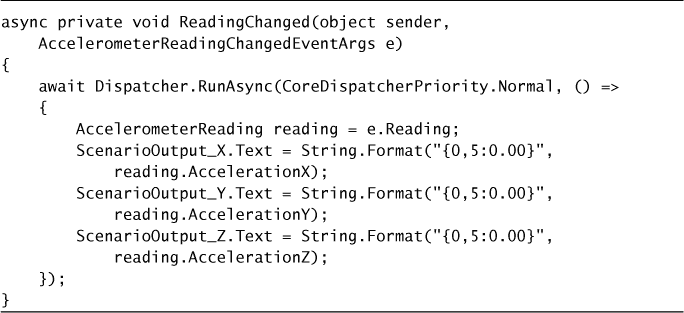 async private void ReadingChanged(object sender,
    AccelerometerReadingChangedEventArgs e)
{
    await Dispatcher.RunAsync(CoreDispatcherPriority.Normal, () =>
    {
        AccelerometerReading reading = e.Reading;
        ScenarioOutput_X.Text = String.Format("{0,5:0.00}",
            reading.AccelerationX);
        ScenarioOutput_Y.Text = String.Format("{0,5:0.00}",
            reading.AccelerationY);
        ScenarioOutput_Z.Text = String.Format("{0,5:0.00}",
            reading.AccelerationZ);
    });
}